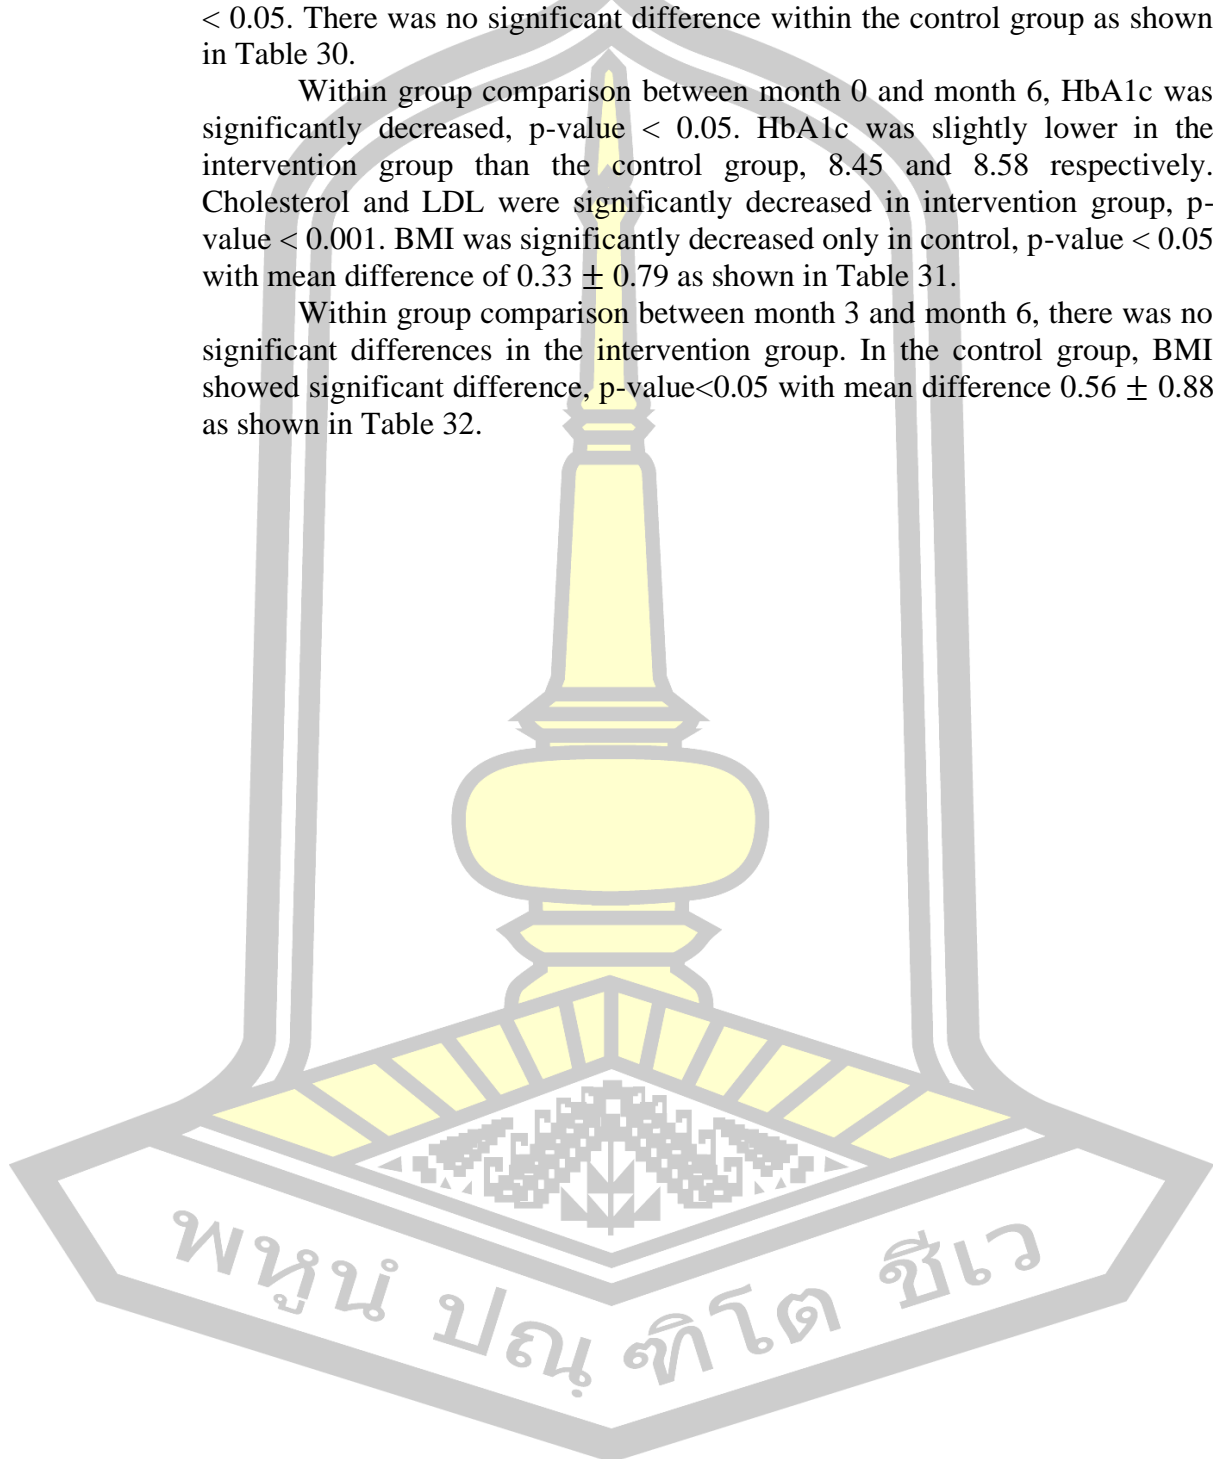 < 0.05. There was no significant difference within the control group as shown
in Table 30.
Within group comparison between month 0 and month 6, HbA1c was
significantly decreased, p-value < 0.05. HbA1c was slightly lower in the
intervention group than the control group, 8.45 and 8.58 respectively.
Cholesterol and LDL were significantly decreased in intervention group, p-
value < 0.001. BMI was significantly decreased only in control, p-value < 0.05
with mean difference of 0.33 ± 0.79 as shown in Table 31.
Within group comparison between month 3 and month 6, there was no
significant differences in the intervention group. In the control group, BMI
showed significant difference, p-value<0.05 with mean difference 0.56 ± 0.88
as shown in Table 32.
พหูนํ ปณฺฑิโต ชีเว